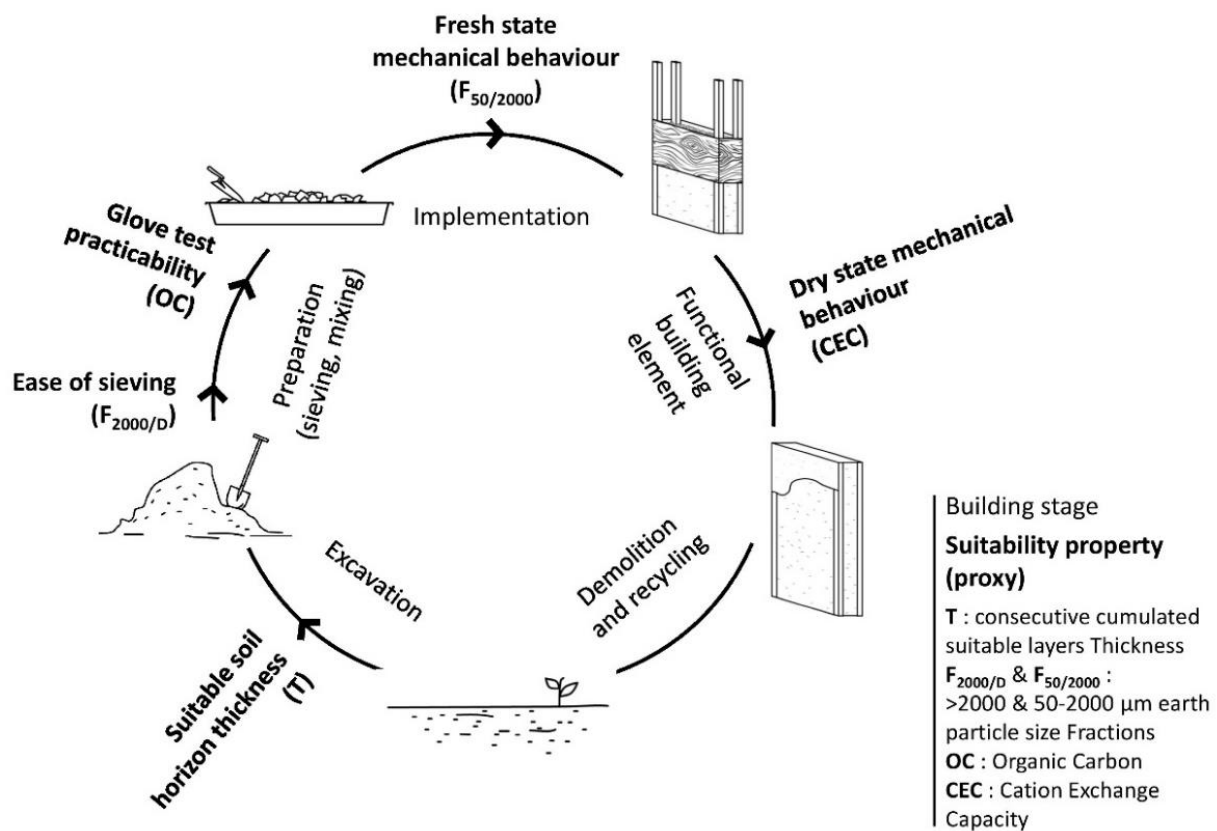 Fresh state
mechanical behaviour
(F50/2000)
Implementation
Glove test
practicability
(OC)
Preparation
(sieving, mixing)
Ease of sieving
(F2000/D)
Dry state mechanical
behaviour
(CEC)
Functional
building
element
Excavation
Suitable soil
horizon thickness
(T)
Demolition
and recycling
Building stage
Suitability property
(proxy)
T : consecutive cumulated
suitable layers Thickness
F2000/D & F50/2000 :
>2000 & 50-2000 µm earth
particle size Fractions
OC : Organic Carbon
CEC : Cation Exchange
Capacity